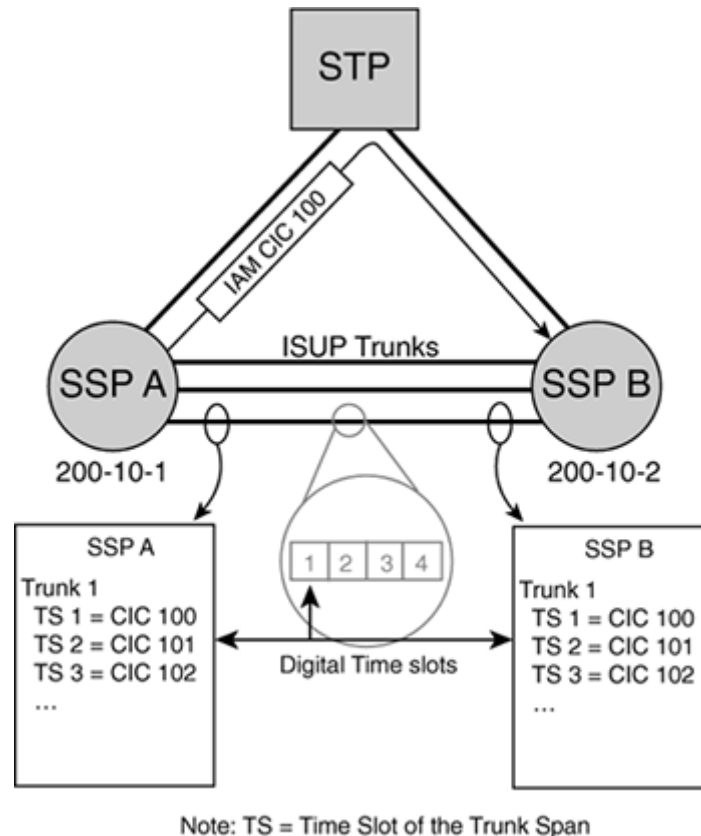 STP
IAM CIC 100
ISUP Trunks
SSP A
SSP B
200-10-1
200-10-2
SSP A
Trunk 1
TS 1 = CIC 100
TS 2 = CIC 101
TS 3 = CIC 102
...
1 2 3 4
Digital Time slots
SSP B
Trunk 1
TS 1 = CIC 100
TS 2 = CIC 101
TS 3 = CIC 102
...
Note: TS = Time Slot of the Trunk Span